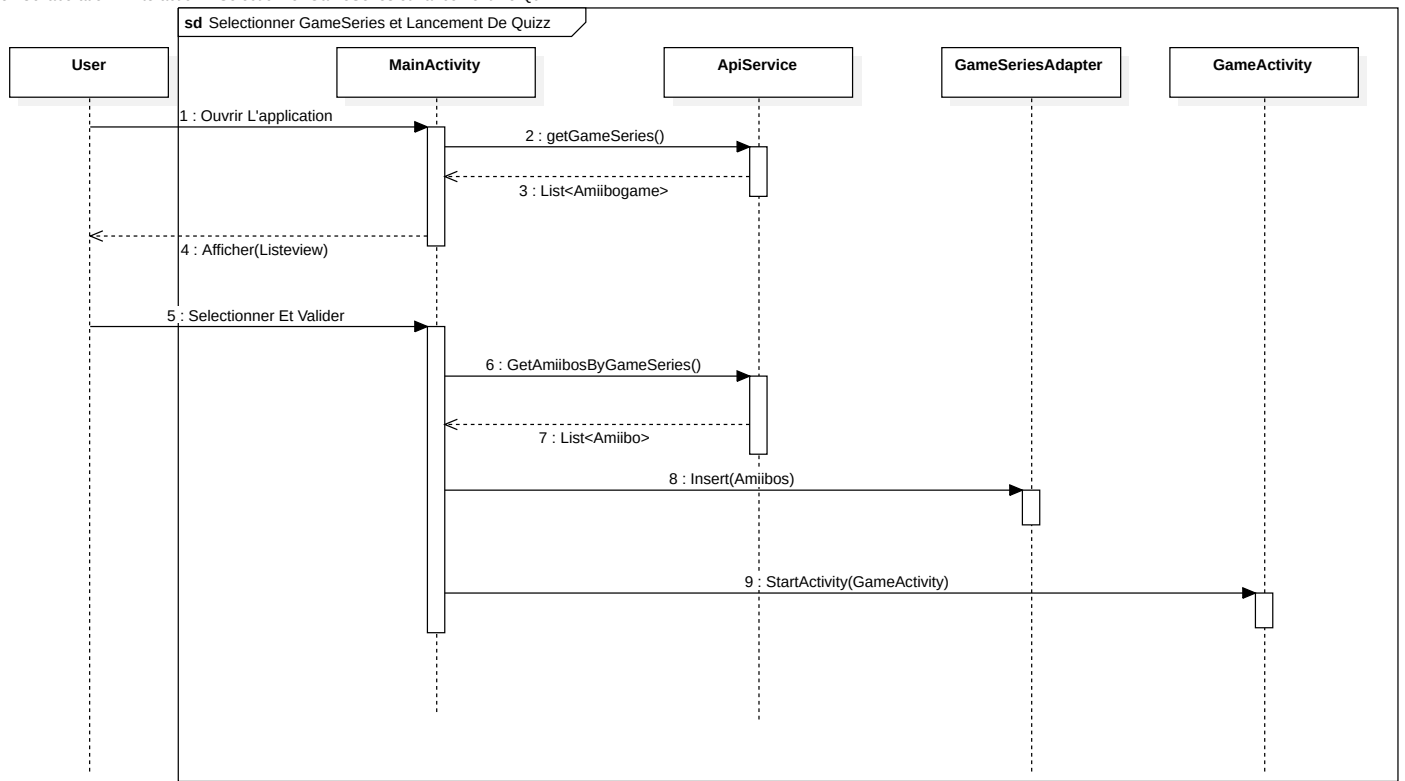 sd Selectionner GameSeries et Lancement De Quizz
User
MainActivity
ApiService
GameSeriesAdapter
GameActivity
1 : Ouvrir L'application
2 : getGameSeries()
3 : List<Amiibogame>
4 : Afficher(Listeview)
5 : Selectionner Et Valider
6 : GetAmiibosByGameSeries()
7 : List<Amiibo>
8 : Insert(Amiibos)
9 : StartActivity(GameActivity)